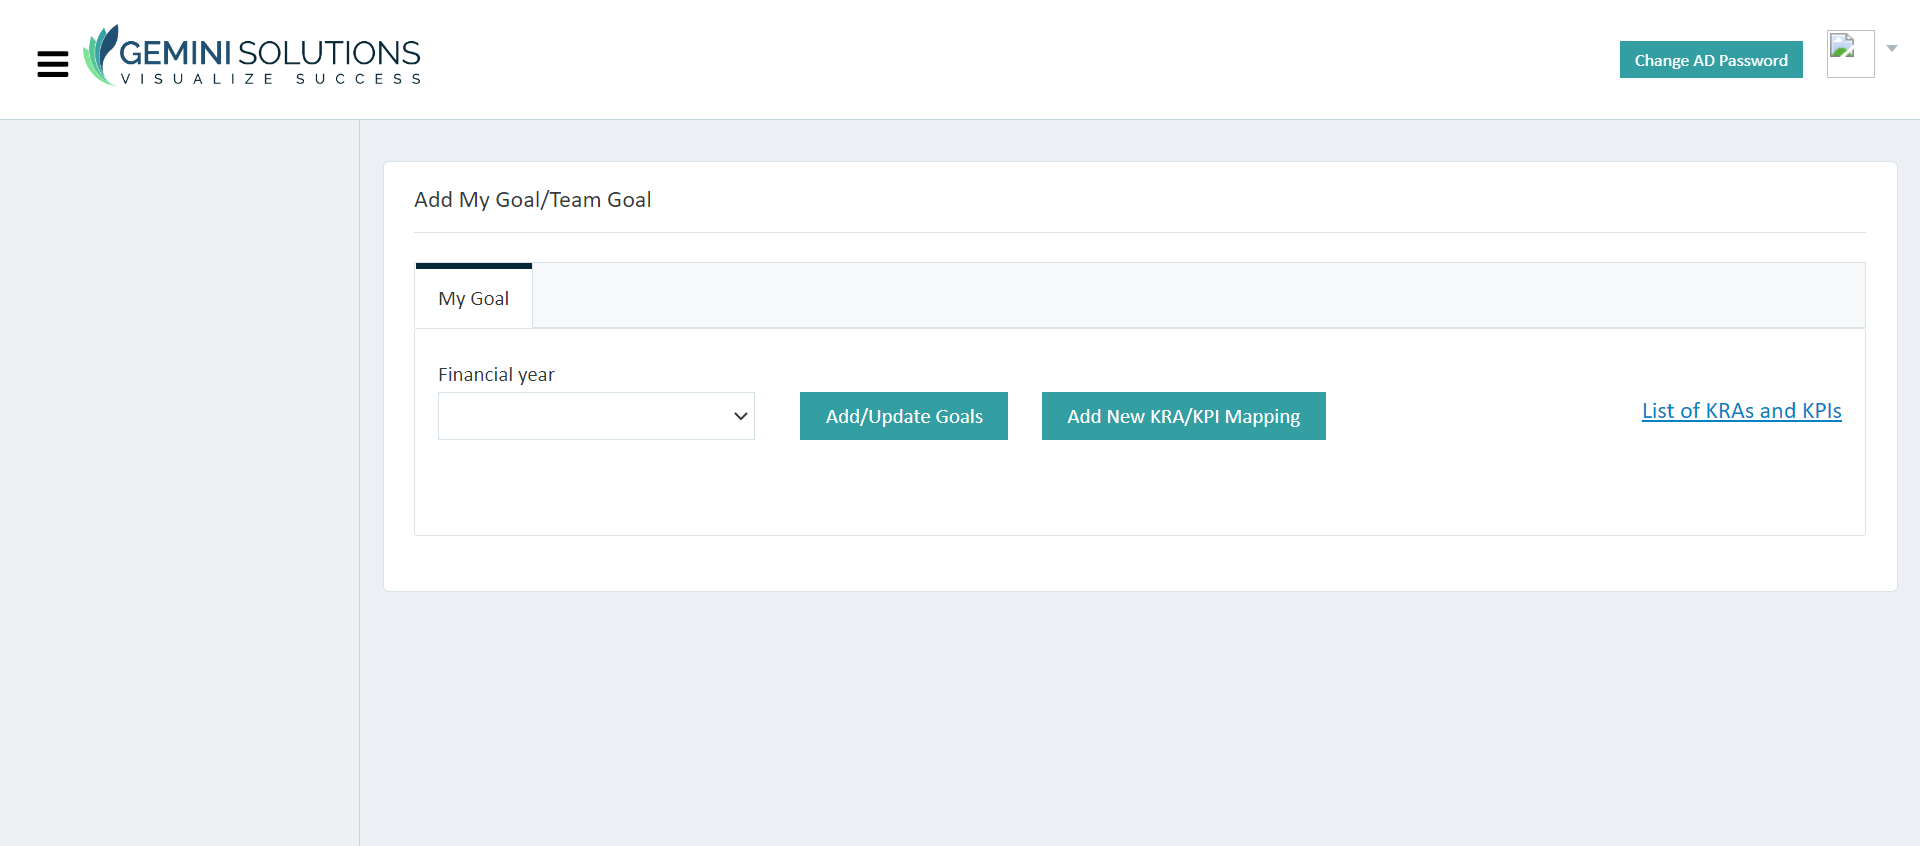 GEMINI SOLUTIONS
VISUALIZE SUCCESS
Change AD Password
Add My Goal/Team Goal
My Goal
Financial year
Add/Update Goals
Add New KRA/KPI Mapping
List of KRAs and KPIs